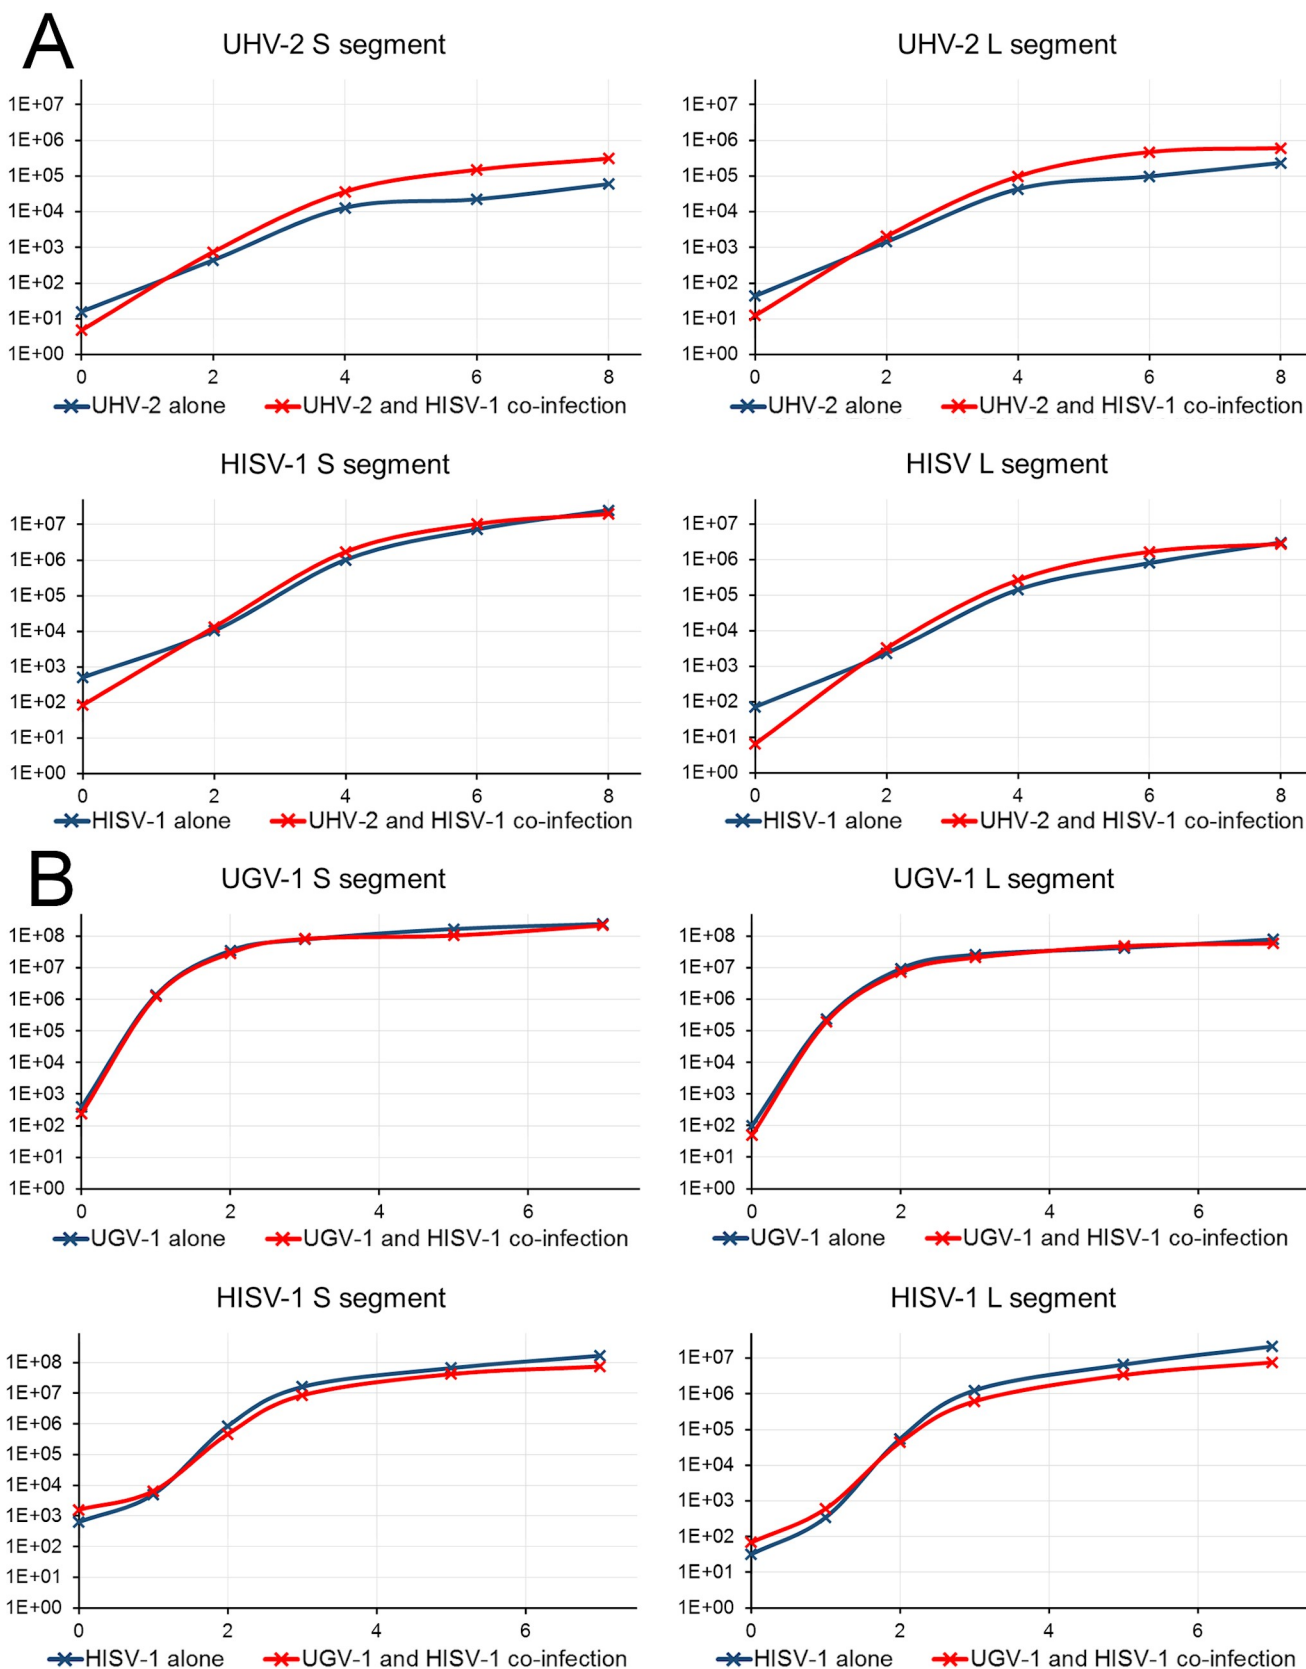 A
UHV-2 S segment
1E+07
1E+06
1E+05
1E+04
1E+03
1E+02
1E+01
1E+00
0 2 4 6 8
UHV-2 alone UHV-2 and HISV-1 co-infection
UHV-2 L segment
1E+07
1E+06
1E+05
1E+04
1E+03
1E+02
1E+01
1E+00
0 2 4 6 8
UHV-2 alone UHV-2 and HISV-1 co-infection
HISV-1 S segment
1E+07
1E+06
1E+05
1E+04
1E+03
1E+02
1E+01
1E+00
0 2 4 6 8
HISV-1 alone UHV-2 and HISV-1 co-infection
HISV L segment
1E+07
1E+06
1E+05
1E+04
1E+03
1E+02
1E+01
1E+00
0 2 4 6 8
HISV-1 alone UHV-2 and HISV-1 co-infection
B
UGV-1 S segment
1E+08
1E+07
1E+06
1E+05
1E+04
1E+03
1E+02
1E+01
1E+00
0 2 4 6
UGV-1 alone UGV-1 and HISV-1 co-infection
UGV-1 L segment
1E+08
1E+07
1E+06
1E+05
1E+04
1E+03
1E+02
1E+01
1E+00
0 2 4 6
UGV-1 alone UGV-1 and HISV-1 co-infection
HISV-1 S segment
1E+08
1E+07
1E+06
1E+05
1E+04
1E+03
1E+02
1E+01
1E+00
0 2 4 6
HISV-1 alone UGV-1 and HISV-1 co-infection
HISV-1 L segment
1E+07
1E+06
1E+05
1E+04
1E+03
1E+02
1E+01
1E+00
0 2 4 6
HISV-1 alone UGV-1 and HISV-1 co-infection